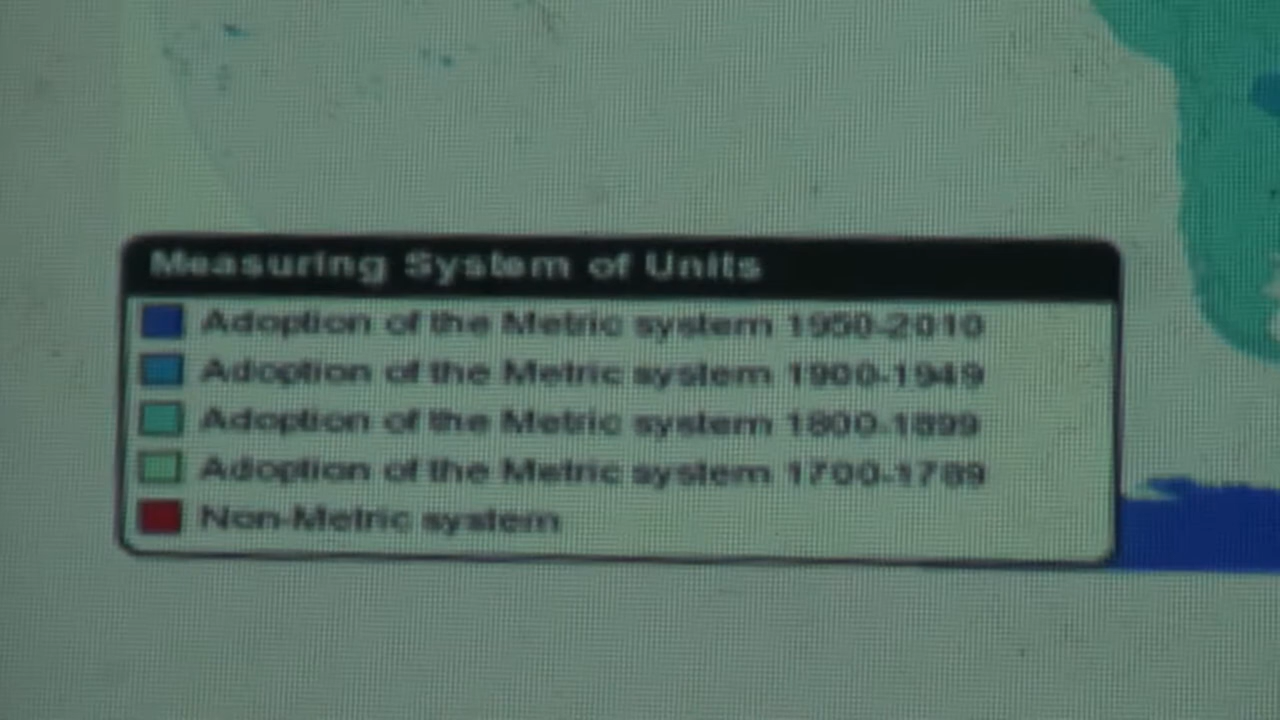 Measuring System of Units
Adoption of the Metric system 1950-2010
Adoption of the Metric system 1900-1949
Adoption of the Metric system 1800-1899
Adoption of the Metric system 1700-1789
Non-Metric system